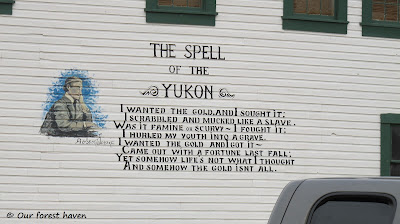 THE SPELL
OF THE
YUKON
I WANTED THE GOLD, AND I SOUGHT IT;
I SCRABBLED AND MUCKED LIKE A SLAVE.
WAS IT FAMINE OR SCURVY~I FOUGHT IT;
I HURLED MY YOUTH INTO A GRAVE.
I WANTED THE GOLD AND I GOT IT~
CAME OUT WITH A FORTUNE LAST FALL;
YET SOMEHOW LIFE'S NOT WHAT I THOUGHT
AND SOMEHOW THE GOLD ISNT ALL.
© Our forest haven